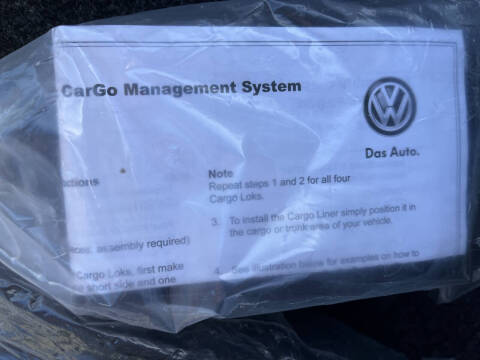 CarGo Management System
Das Auto.
Note
Repeat steps 1 and 2 for all four
Cargo Loks.
3. To install the Cargo Liner simply position it in
the cargo or trunk area of your vehicle.
4. See illustration below for examples on how to
assembly required)
Cargo Loks, first make
short side and one